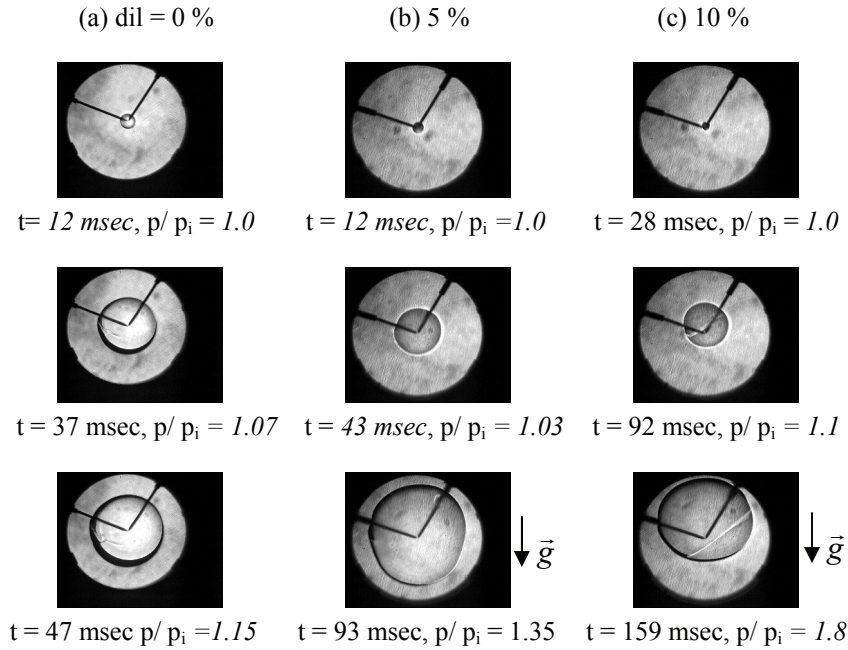 (a) dil = 0 % (b) 5 % (c) 10 %
t= 12 msec, p/ pi = 1.0 t = 12 msec, p/ pi =1.0 t = 28 msec, p/ pi = 1.0
t = 37 msec, p/ pi = 1.07 t = 43 msec, p/ pi = 1.03 t = 92 msec, p/ pi = 1.1
g⃗ g⃗
t = 47 msec p/ pi =1.15 t = 93 msec, p/ pi = 1.35 t = 159 msec, p/ pi = 1.8